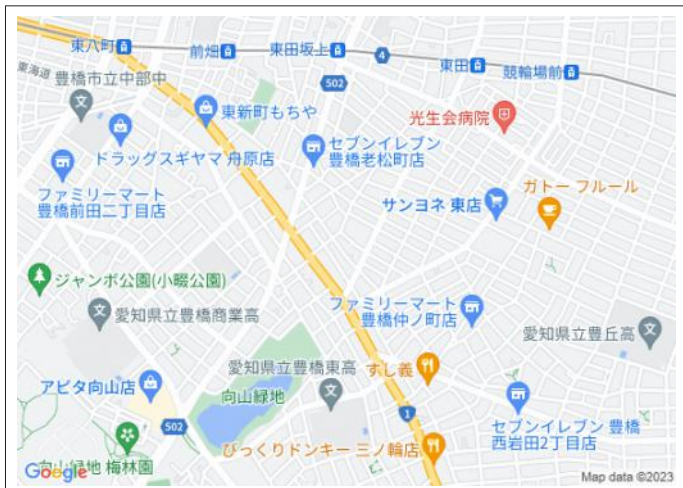 東八町
前畑
東田坂上
4
東田
競輪場前
東海道
豊橋市立中部中
502
東新町もちや
光生会病院
ドラッグスギヤマ 舟原店
セブンイレブン
豊橋老松町店
ファミリーマート
豊橋前田二丁目店
サンヨネ 東店
ガトー フルール
ジャンボ公園(小畷公園)
愛知県立豊橋商業高
ファミリーマート
豊橋仲ノ町店
愛知県立豊丘高
愛知県立豊橋東高
すし義
アピタ向山店
向山緑地
1
502
セブンイレブン 豊橋
西岩田2丁目店
びっくりドンキー 三ノ輪店
向山緑地 梅林園
Google
Map data ©2023